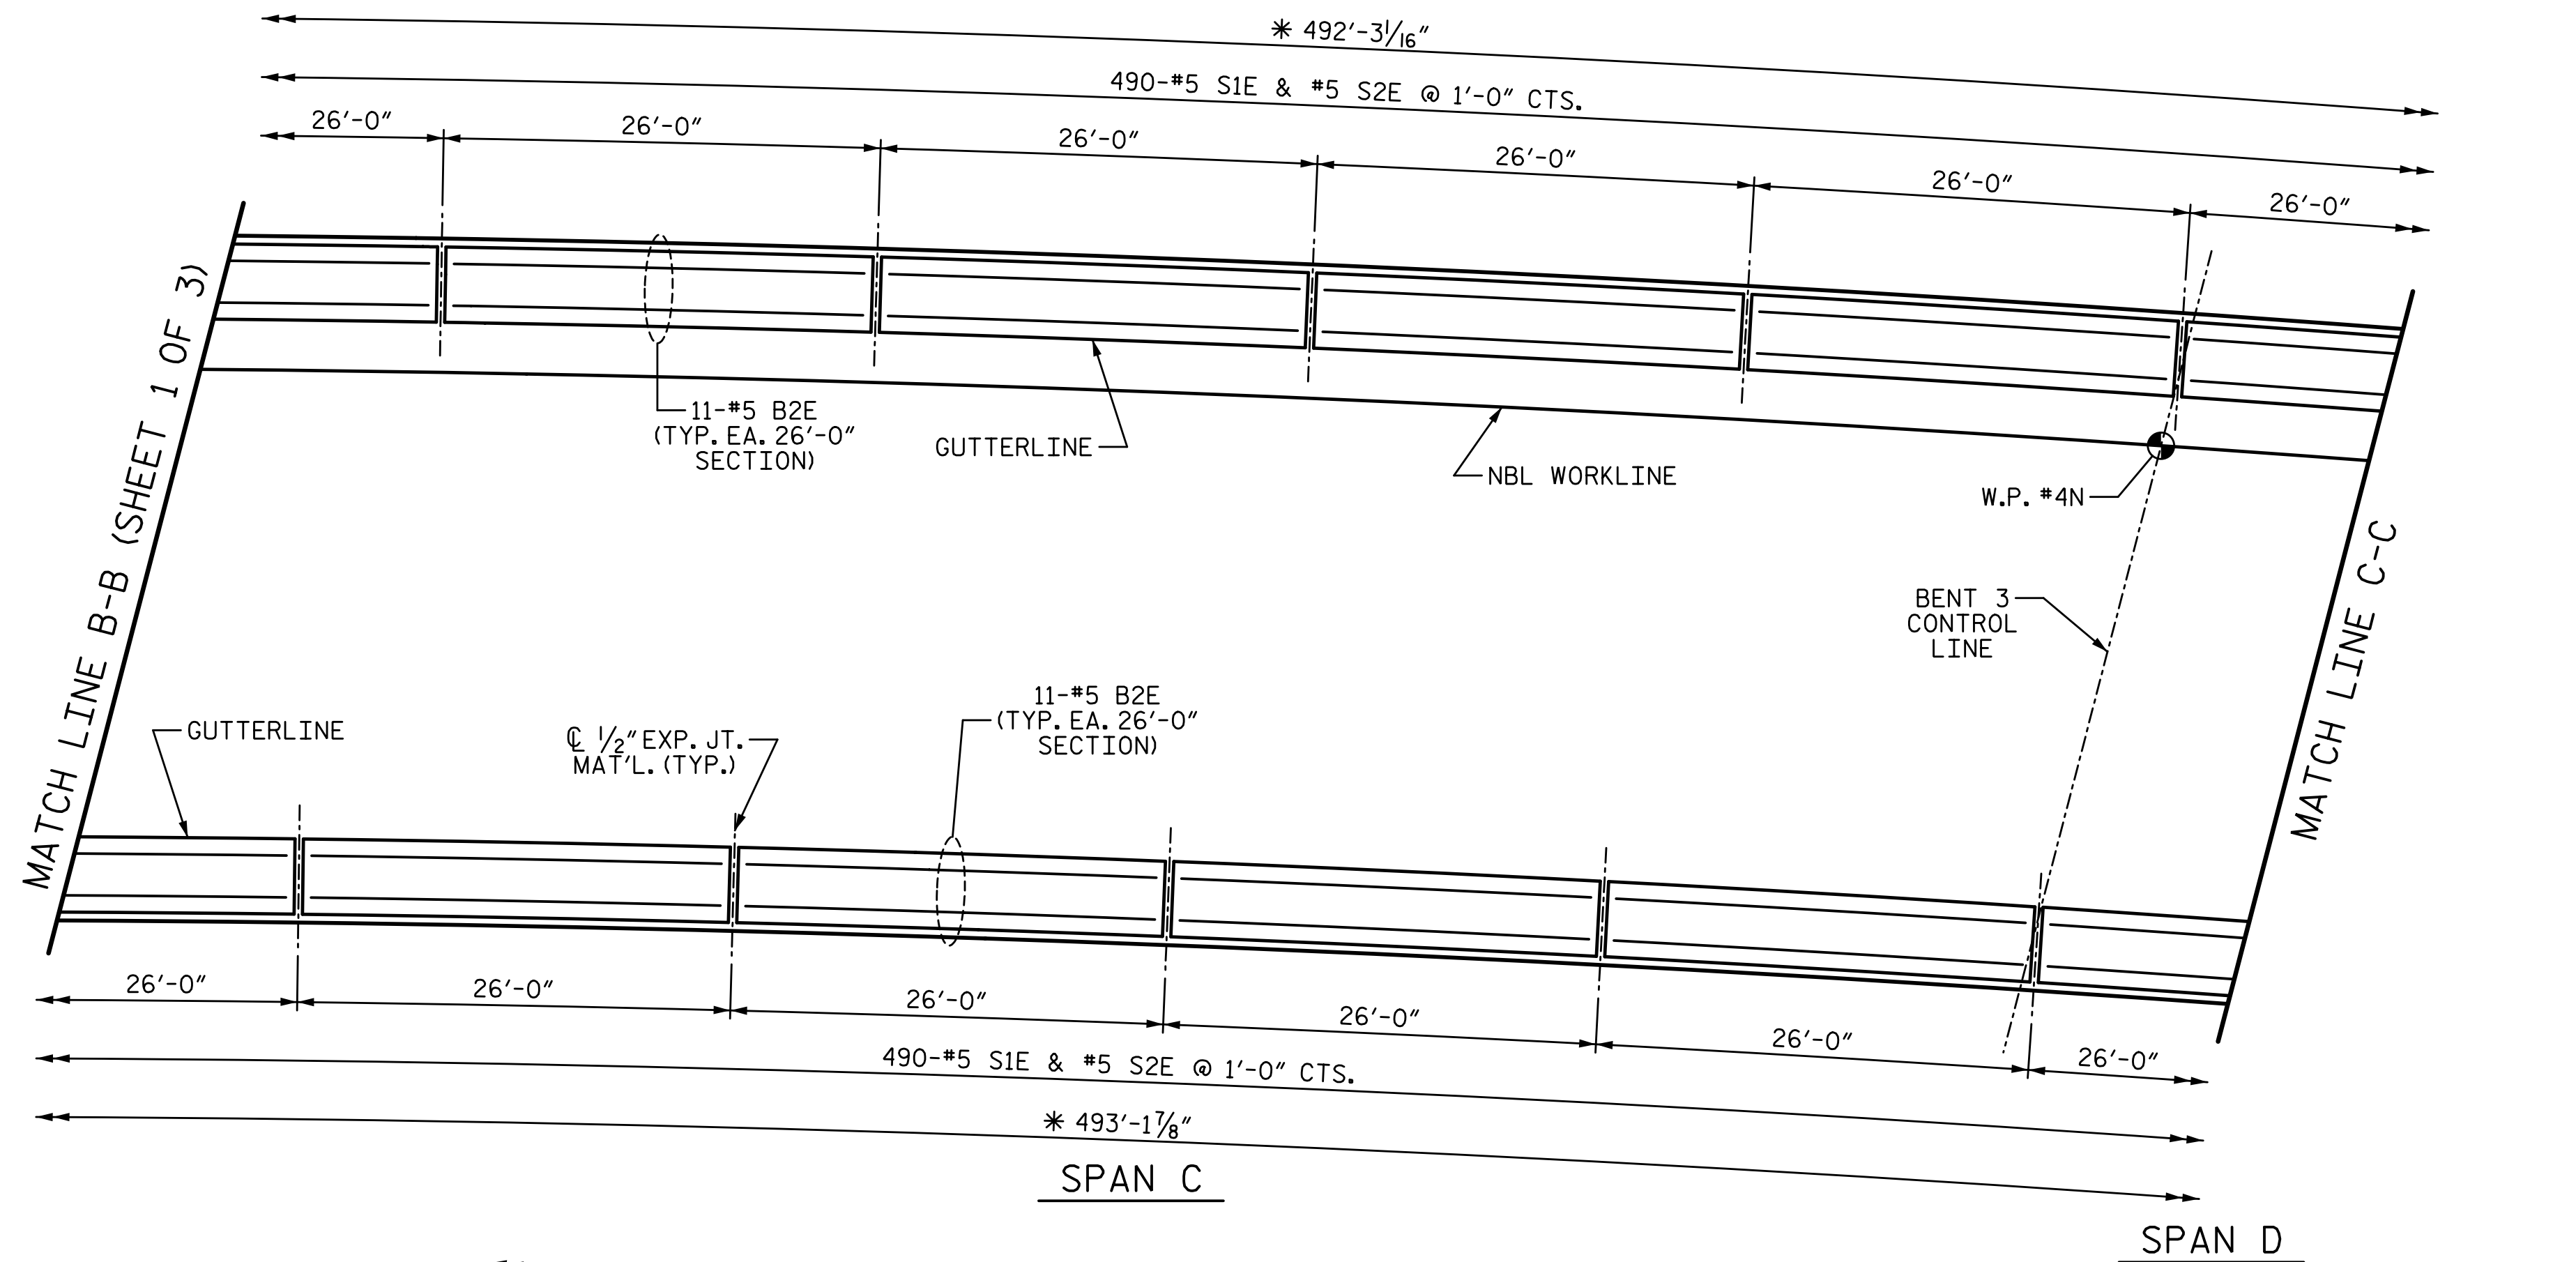 ✳ 492'-3 1/16"
490-#5 S1E & #5 S2E @ 1'-0" CTS.
26'-0"
26'-0"
26'-0"
26'-0"
26'-0"
26'-0"
MATCH LINE B-B (SHEET 1 OF 3)
11-#5 B2E
(TYP. EA. 26'-0"
SECTION)
GUTTERLINE
NBL WORKLINE
W.P. #4N
BENT 3
CONTROL
LINE
MATCH LINE C-C
GUTTERLINE
℄ 1/2" EXP. JT.
MAT'L. (TYP.)
11-#5 B2E
(TYP. EA. 26'-0"
SECTION)
26'-0"
26'-0"
26'-0"
26'-0"
26'-0"
26'-0"
490-#5 S1E & #5 S2E @ 1'-0" CTS.
✳ 493'-1 7/8"
SPAN C
SPAN D